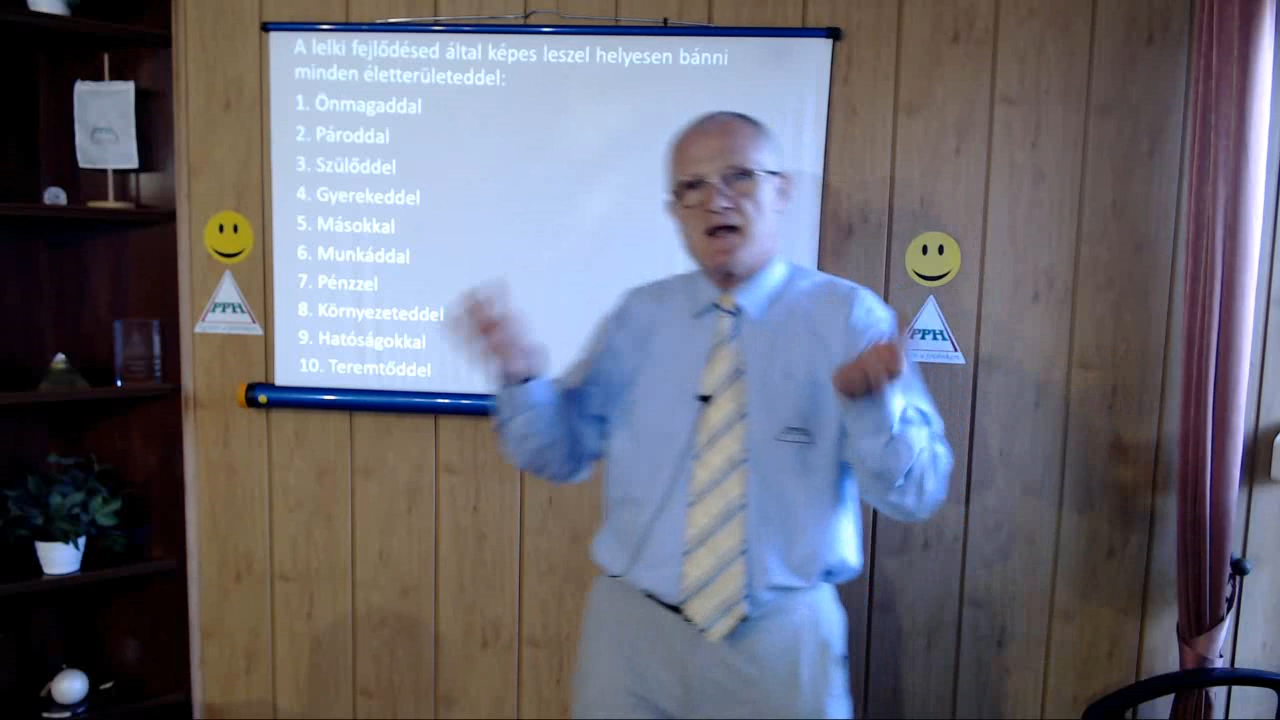 A lelki fejlődésed által képes leszel helyesen bánni
minden életterületeddel:
1. Önmagaddal
2. Pároddal
3. Szülőddel
4. Gyerekeddel
5. Másokkal
6. Munkáddal
7. Pénzzel
8. Környezeteddel
9. Hatóságokkal
10. Teremtőddel
PPH
PPH